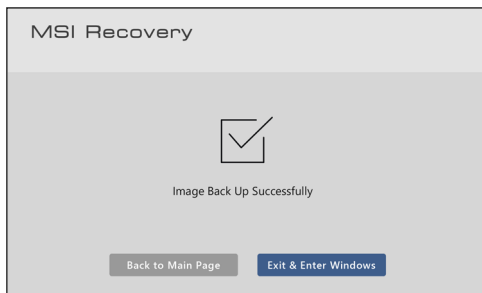 MSI Recovery
Image Back Up Successfully
Back to Main Page
Exit & Enter Windows